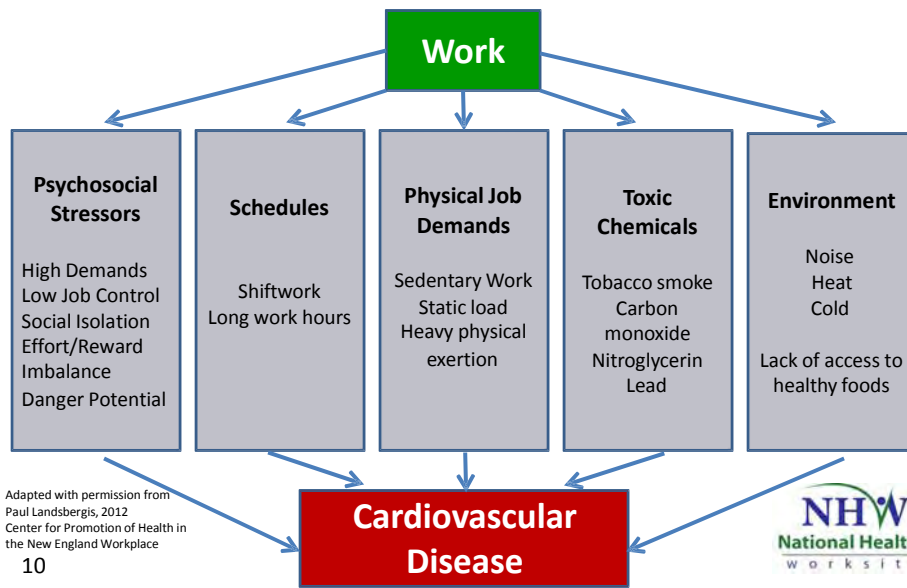 Work
Psychosocial
Stressors
High Demands
Low Job Control
Social Isolation
Effort/Reward
Imbalance
Danger Potential
Schedules
Shiftwork
Long work hours
Physical Job
Demands
Sedentary Work
Static load
Heavy physical
exertion
Toxic
Chemicals
Tobacco smoke
Carbon
monoxide
Nitroglycerin
Lead
Environment
Noise
Heat
Cold
Lack of access to
healthy foods
Cardiovascular
Disease
Adapted with permission from
Paul Landsbergis, 2012
Center for Promotion of Health in
the New England Workplace
10
NHW
National Healt
worksit